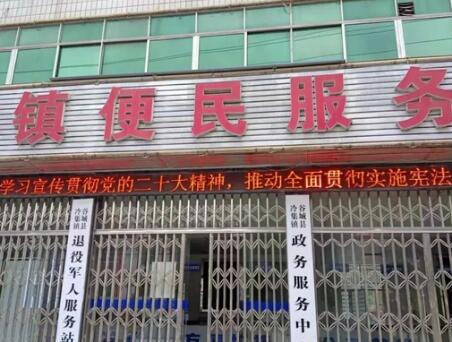 镇便民服务
学习宣传贯彻党的二十大精神，推动全面贯彻实施宪法
谷城县
冷集镇
退役军人服务站
谷城县
冷集镇
政务服务中